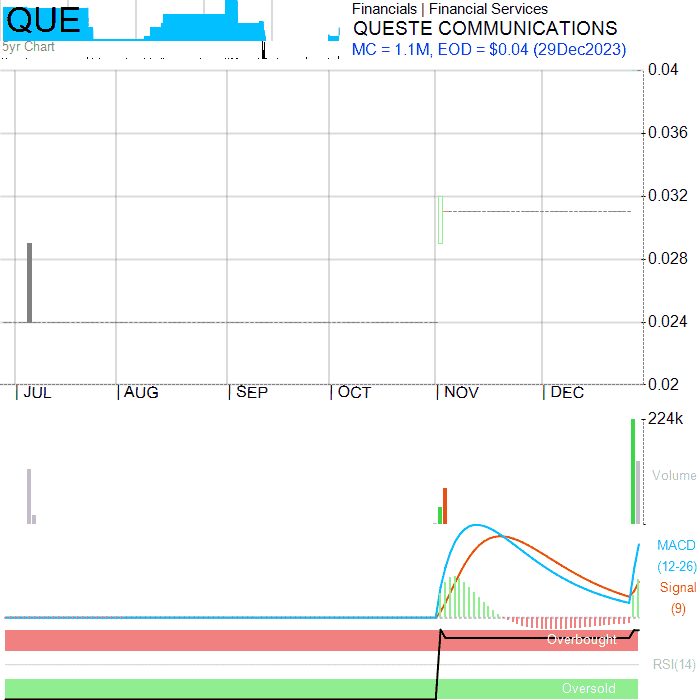 QUE
5yr Chart
Financials | Financial Services
QUESTE COMMUNICATIONS
MC = 1.1M, EOD = $0.04 (29Dec2023)
0.04
0.036
0.032
0.028
0.024
0.02
JUL
AUG
SEP
OCT
NOV
DEC
224k
Volume
MACD
(12-26)
Signal
(9)
Overbought
RSI(14)
Oversold